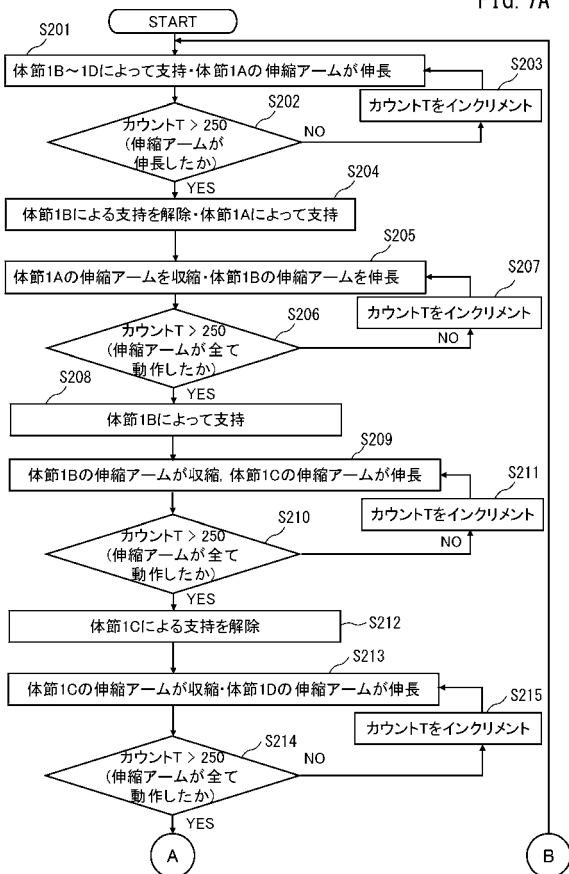 FIG. 7A
START
S201
体節1B～1Dによって支持・体節1Aの伸縮アームが伸長
S203
カウントTをインクリメント
S202
カウントT > 250
(伸縮アームが
伸長したか)
NO
YES
S204
体節1Bによる支持を解除・体節1Aによって支持
S205
体節1Aの伸縮アームを収縮・体節1Bの伸縮アームを伸長
S207
カウントTをインクリメント
S206
カウントT > 250
(伸縮アームが全て
動作したか)
NO
YES
S208
体節1Bによって支持
S209
体節1Bの伸縮アームが収縮, 体節1Cの伸縮アームが伸長
S211
カウントTをインクリメント
S210
カウントT > 250
(伸縮アームが全て
動作したか)
NO
YES
体節1Cによる支持を解除
S212
S213
体節1Cの伸縮アームが収縮・体節1Dの伸縮アームが伸長
S215
カウントTをインクリメント
S214
カウントT > 250
(伸縮アームが全て
動作したか)
NO
YES
A
B